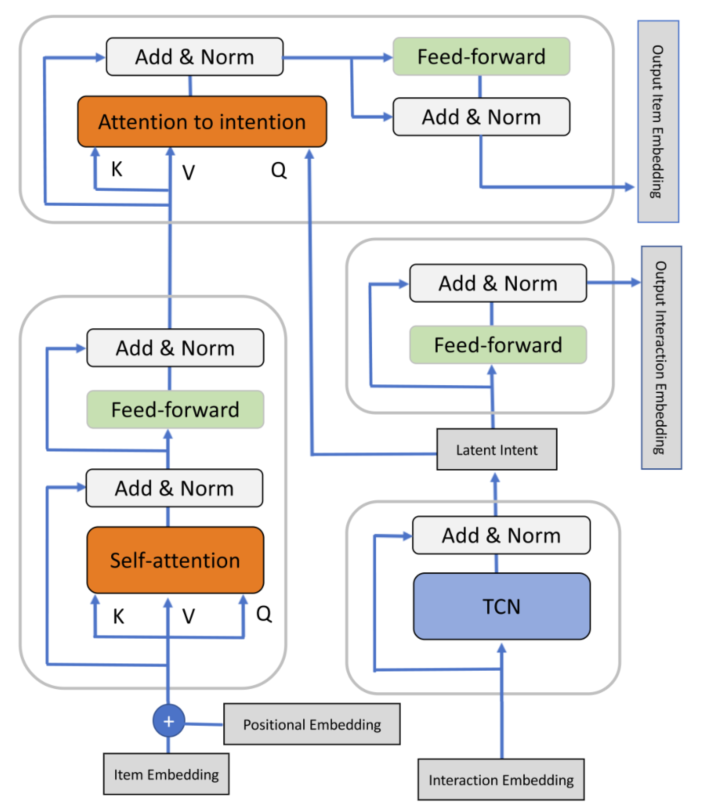 Add & Norm
Feed-forward
Attention to intention
Add & Norm
K
V
Q
Output Item Embedding
Add & Norm
Feed-forward
Output Interaction Embedding
Add & Norm
Feed-forward
Add & Norm
Self-attention
K
V
Q
Latent Intent
Add & Norm
TCN
+
Positional Embedding
Item Embedding
Interaction Embedding